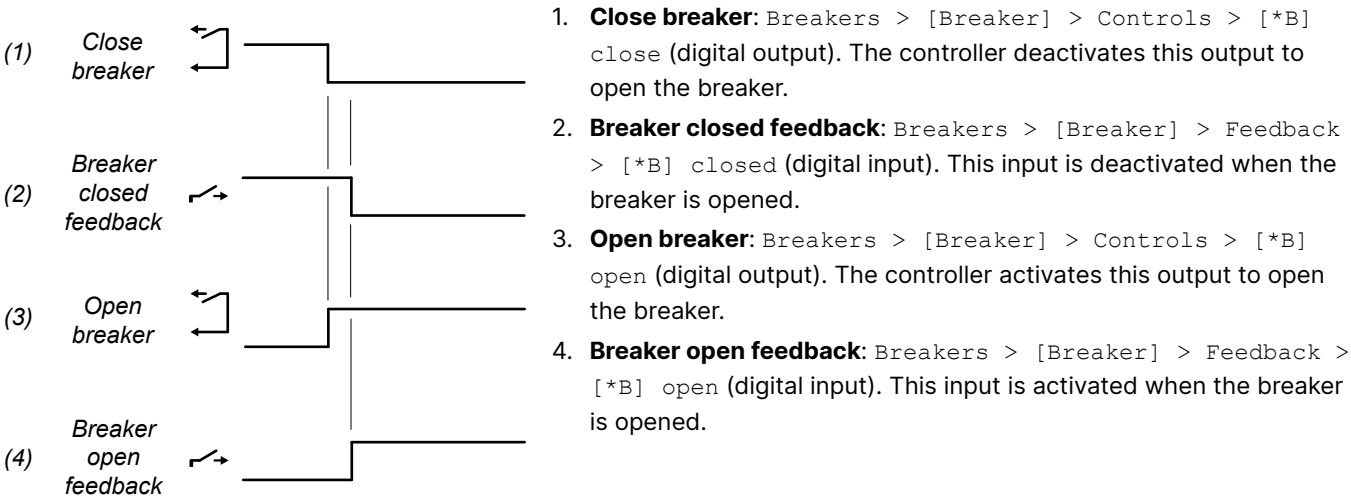 (1) Close
breaker
(2) Breaker
closed
feedback
(3) Open
breaker
(4) Breaker
open
feedback
1. Close breaker: Breakers > [Breaker] > Controls > [*B]
close (digital output). The controller deactivates this output to
open the breaker.
2. Breaker closed feedback: Breakers > [Breaker] > Feedback
> [*B] closed (digital input). This input is deactivated when the
breaker is opened.
3. Open breaker: Breakers > [Breaker] > Controls > [*B]
open (digital output). The controller activates this output to open
the breaker.
4. Breaker open feedback: Breakers > [Breaker] > Feedback >
[*B] open (digital input). This input is activated when the breaker
is opened.